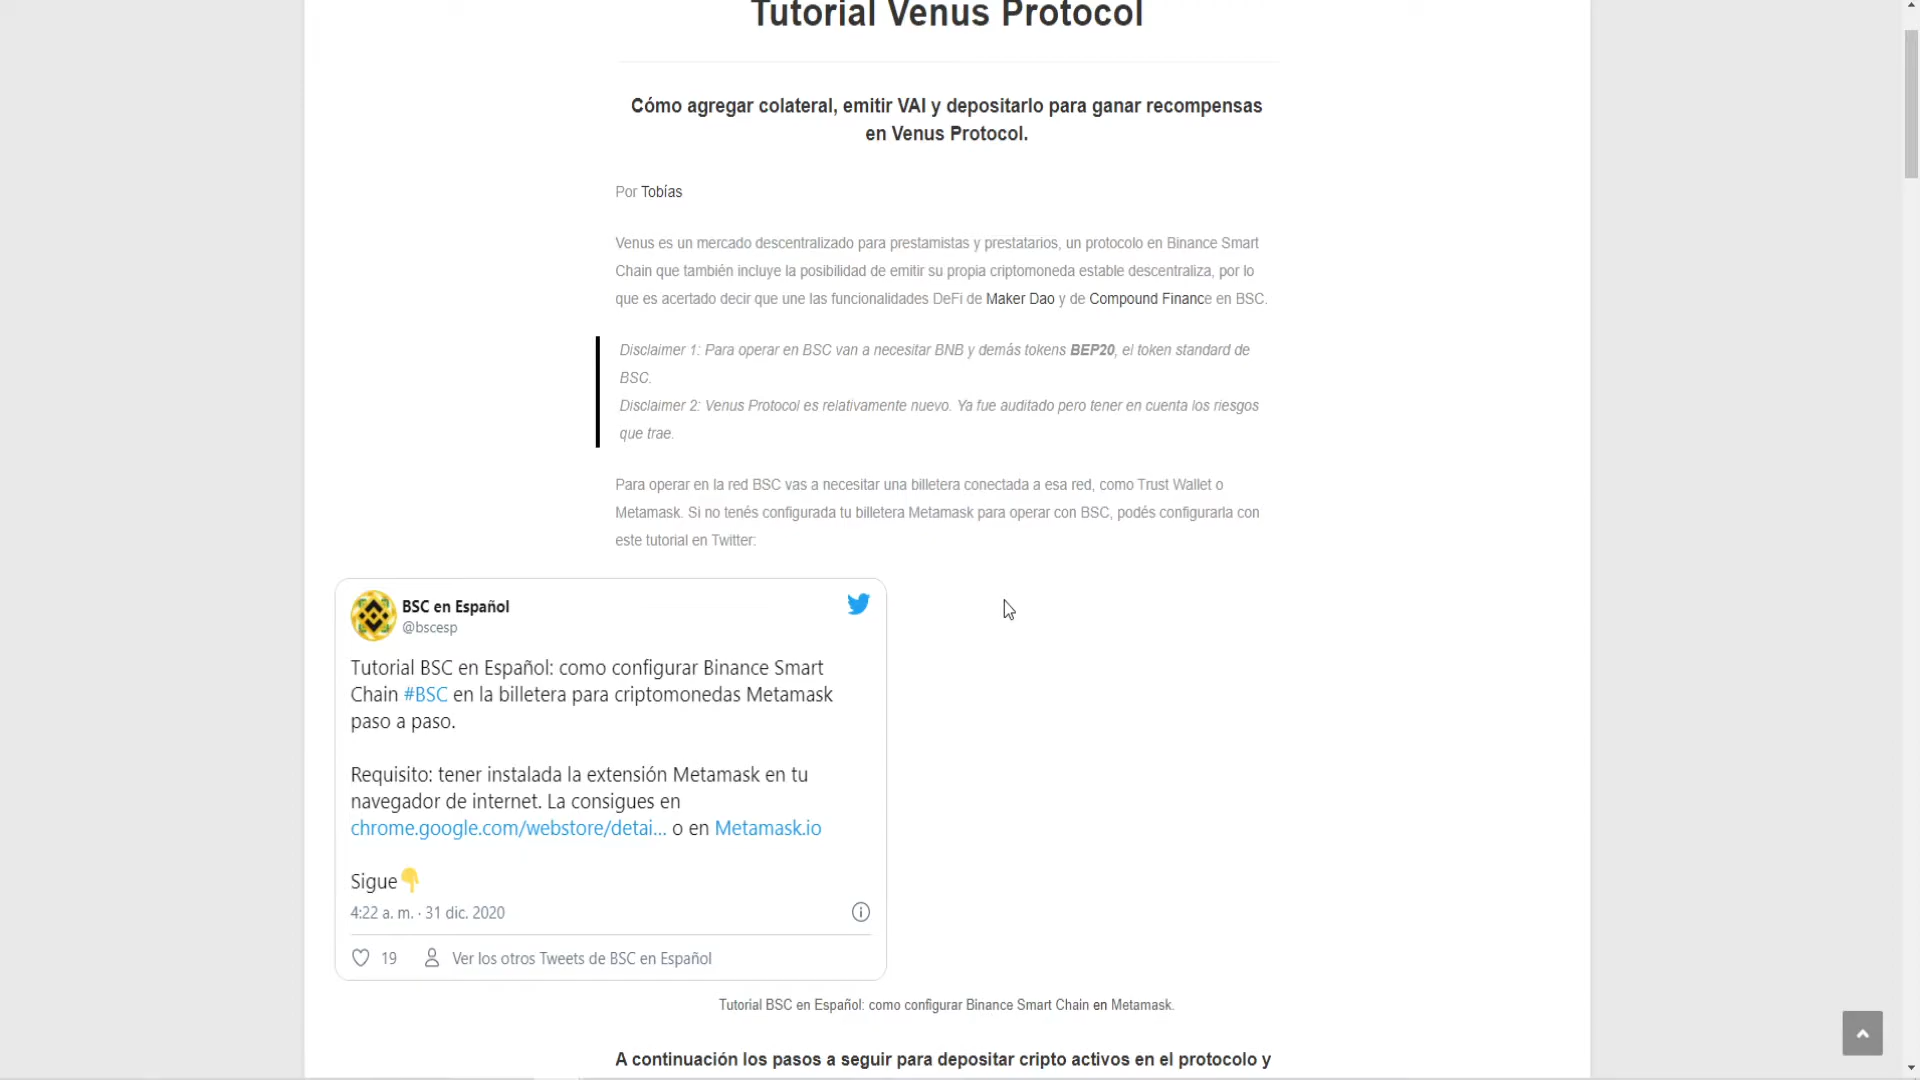 Tutorial Venus Protocol
Cómo agregar colateral, emitir VAI y depositarlo para ganar recompensas
en Venus Protocol.
Por Tobías
Venus es un mercado descentralizado para prestamistas y prestatarios, un protocolo en Binance Smart
Chain que también incluye la posibilidad de emitir su propia criptomoneda estable descentraliza, por lo
que es acertado decir que une las funcionalidades DeFi de Maker Dao y de Compound Finance en BSC.
Disclaimer 1: Para operar en BSC van a necesitar BNB y demás tokens BEP20, el token standard de
BSC.
Disclaimer 2: Venus Protocol es relativamente nuevo. Ya fue auditado pero tener en cuenta los riesgos
que trae.
Para operar en la red BSC vas a necesitar una billetera conectada a esa red, como Trust Wallet o
Metamask. Si no tenés configurada tu billetera Metamask para operar con BSC, podés configurarla con
este tutorial en Twitter:
BSC en Español
@bscesp
Tutorial BSC en Español: como configurar Binance Smart
Chain #BSC en la billetera para criptomonedas Metamask
paso a paso.
Requisito: tener instalada la extensión Metamask en tu
navegador de internet. La consigues en
chrome.google.com/webstore/detai... o en Metamask.io
Sigue👇
4:22 a. m. · 31 dic. 2020
19 Ver los otros Tweets de BSC en Español
Tutorial BSC en Español: como configurar Binance Smart Chain en Metamask.
A continuación los pasos a seguir para depositar cripto activos en el protocolo y